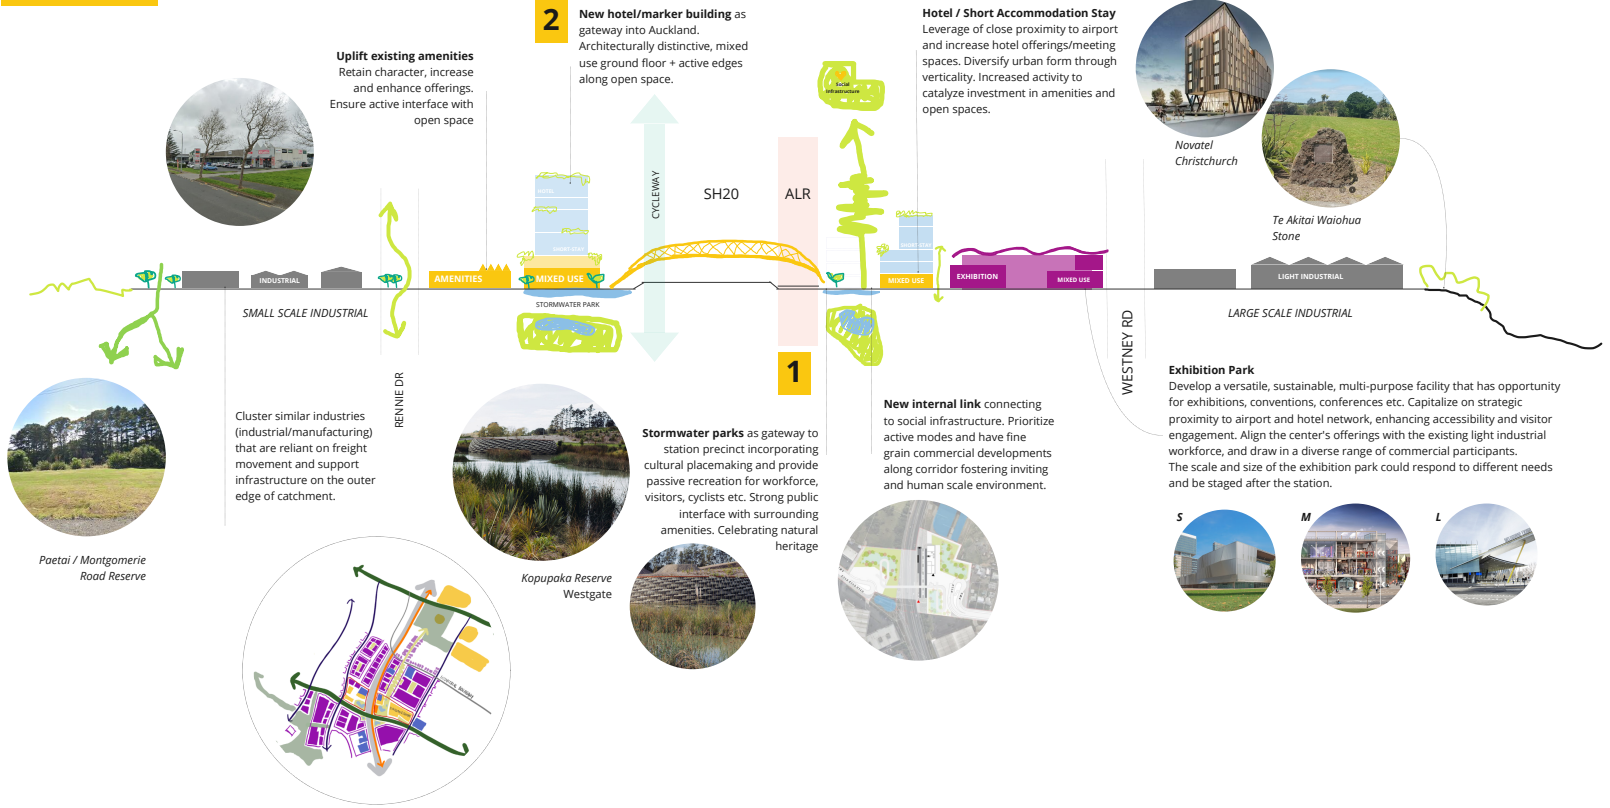 2
New hotel/marker building as
gateway into Auckland.
Architecturally distinctive, mixed
use ground floor + active edges
along open space.
Uplift existing amenities
Retain character, increase
and enhance offerings.
Ensure active interface with
open space
Hotel / Short Accommodation Stay
Leverage of close proximity to airport
and increase hotel offerings/meeting
spaces. Diversify urban form through
verticality. Increased activity to
catalyze investment in amenities and
open spaces.
Social
Infrastructure
Novatel
Christchurch
Te Akitai Waiohua
Stone
CYCLEWAY
SH20
ALR
HOTEL
SHORT STAY
SHORT STAY
INDUSTRIAL
AMENITIES
MIXED USE
MIXED USE
EXHIBITION
MIXED USE
LIGHT INDUSTRIAL
STORMWATER PARK
SMALL SCALE INDUSTRIAL
LARGE SCALE INDUSTRIAL
RENNIE DR
WESTNEY RD
1
Cluster similar industries
(industrial/manufacturing)
that are reliant on freight
movement and support
infrastructure on the outer
edge of catchment.
Stormwater parks as gateway to
station precinct incorporating
cultural placemaking and provide
passive recreation for workforce,
visitors, cyclists etc. Strong public
interface with surrounding
amenities. Celebrating natural
heritage
New internal link connecting
to social infrastructure. Prioritize
active modes and have fine
grain commercial developments
along corridor fostering inviting
and human scale environment.
Exhibition Park
Develop a versatile, sustainable, multi-purpose facility that has opportunity
for exhibitions, conventions, conferences etc. Capitalize on strategic
proximity to airport and hotel network, enhancing accessibility and visitor
engagement. Align the center's offerings with the existing light industrial
workforce, and draw in a diverse range of commercial participants.
The scale and size of the exhibition park could respond to different needs
and be staged after the station.
S
M
L
Paetai / Montgomerie
Road Reserve
Kopupaka Reserve
Westgate